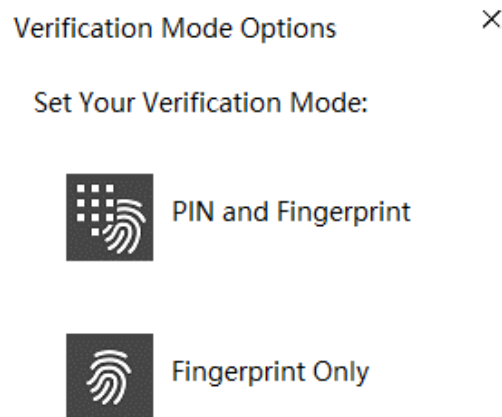 Verification Mode Options
Set Your Verification Mode:
PIN and Fingerprint
Fingerprint Only